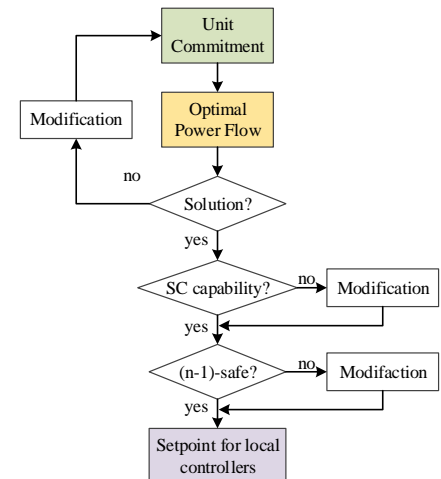 Unit
Commitment
Optimal
Power Flow
Modification
no
Solution?
yes
SC capability?
no
Modification
yes
(n-1)-safe?
no
Modifaction
yes
Setpoint for local
controllers